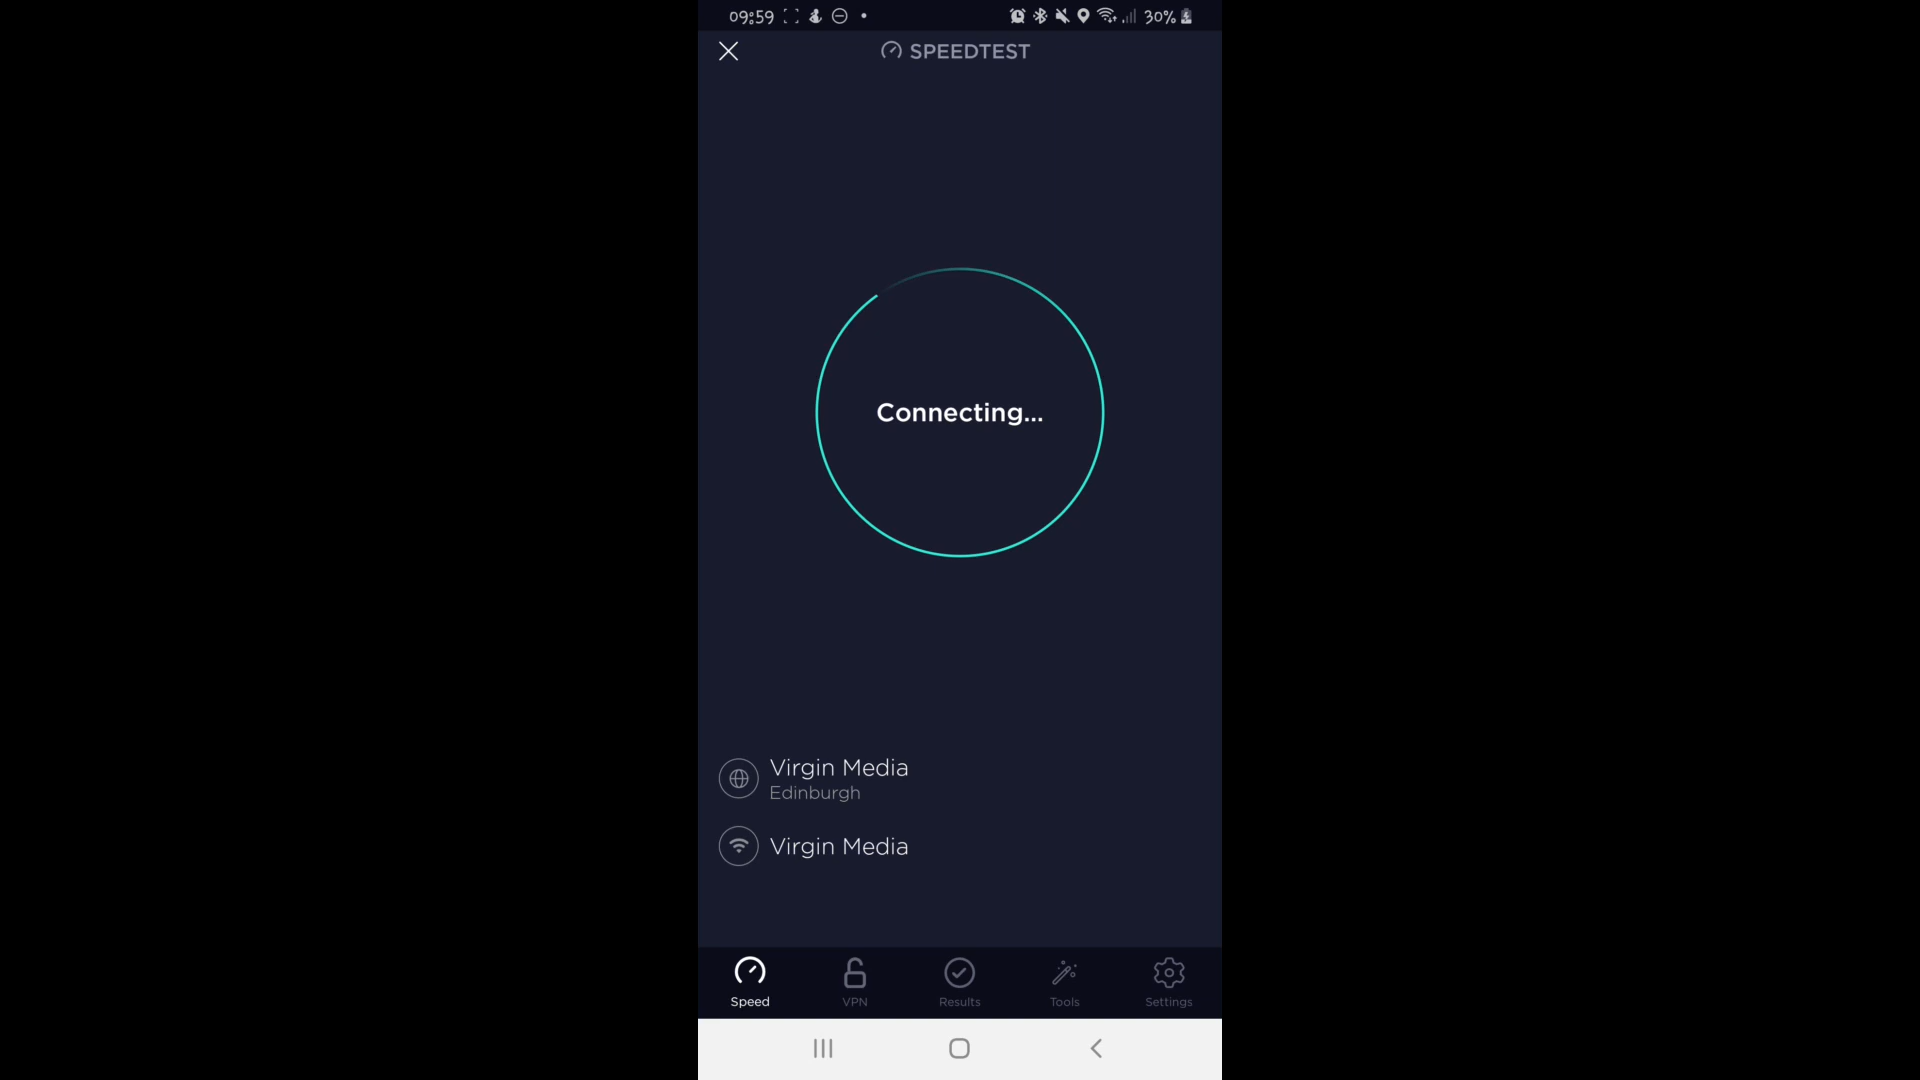 09:59
30%
SPEEDTEST
Connecting...
Virgin Media
Edinburgh
Virgin Media
Speed
VPN
Results
Tools
Settings